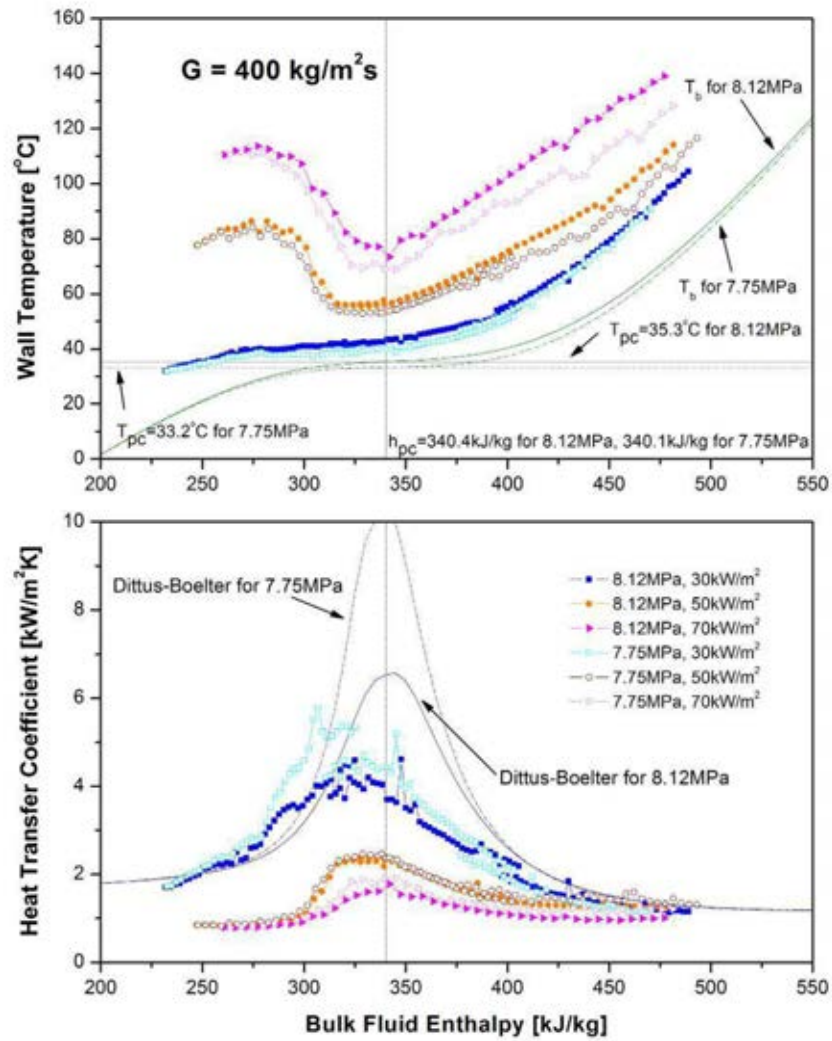 160
140
120
100
80
60
40
20
0
Wall Temperature [°C]
G = 400 kg/m²s
T_b for 8.12MPa
T_b for 7.75MPa
T_pc=35.3°C for 8.12MPa
T_pc=33.2°C for 7.75MPa
h_pc=340.4kJ/kg for 8.12MPa, 340.1kJ/kg for 7.75MPa
200 250 300 350 400 450 500 550
10
8
6
4
2
0
Heat Transfer Coefficient [kW/m²K]
Dittus-Boelter for 7.75MPa
8.12MPa, 30kW/m²
8.12MPa, 50kW/m²
8.12MPa, 70kW/m²
7.75MPa, 30kW/m²
7.75MPa, 50kW/m²
7.75MPa, 70kW/m²
Dittus-Boelter for 8.12MPa
200 250 300 350 400 450 500 550
Bulk Fluid Enthalpy [kJ/kg]